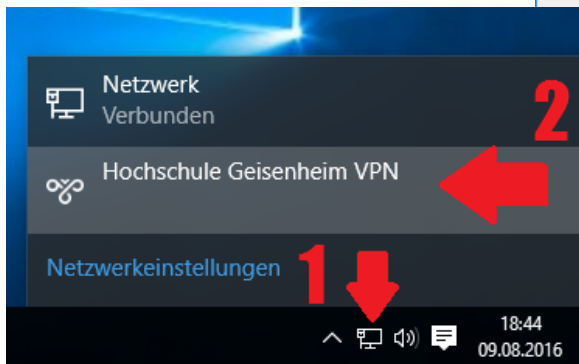 Netzwerk
Verbunden
2
Hochschule Geisenheim VPN
Netzwerkeinstellungen
1
18:44
09.08.2016